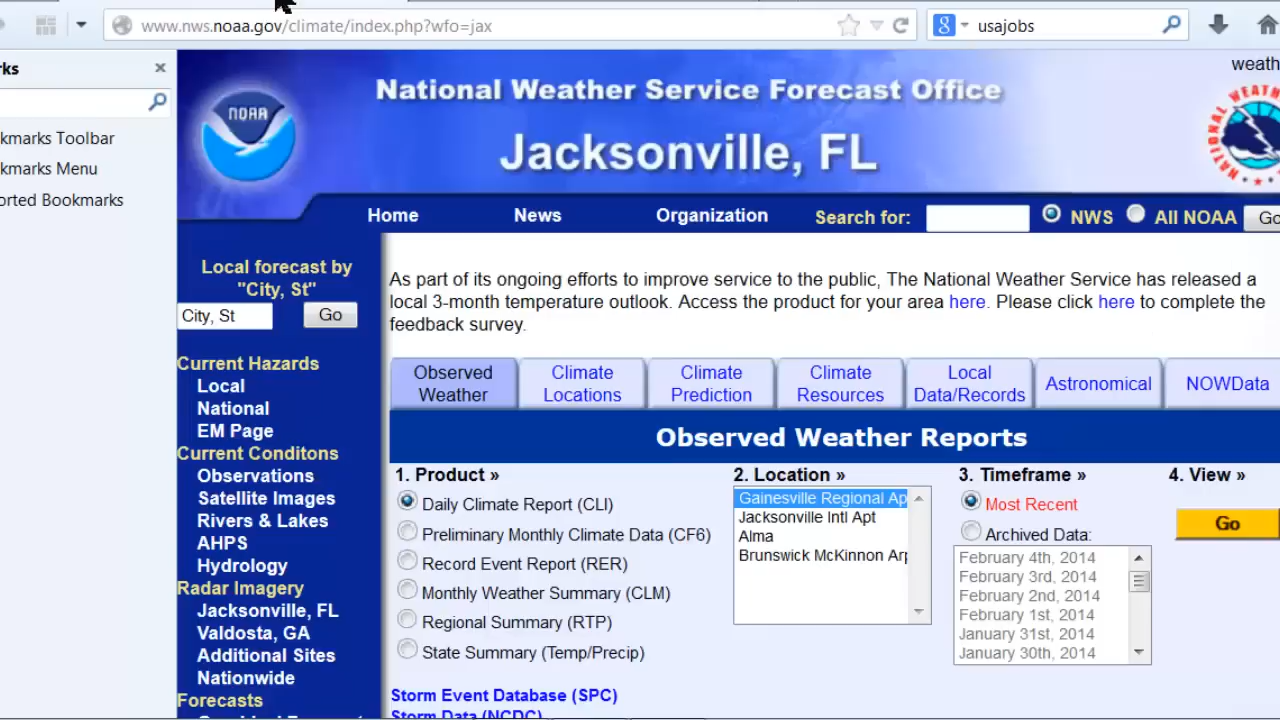 www.nws.noaa.gov/climate/index.php?wfo=jax
usajobs
ks
kmarks Toolbar
kmarks Menu
orted Bookmarks
NOAA
National Weather Service Forecast Office
Jacksonville, FL
weath
Home
News
Organization
Search for:
NWS
All NOAA
Go
Local forecast by
"City, St"
City, St
Go
Current Hazards
Local
National
EM Page
Current Conditons
Observations
Satellite Images
Rivers & Lakes
AHPS
Hydrology
Radar Imagery
Jacksonville, FL
Valdosta, GA
Additional Sites
Nationwide
Forecasts
As part of its ongoing efforts to improve service to the public, The National Weather Service has released a
local 3-month temperature outlook. Access the product for your area here. Please click here to complete the
feedback survey.
Observed
Weather
Climate
Locations
Climate
Prediction
Climate
Resources
Local
Data/Records
Astronomical
NOWData
Observed Weather Reports
1. Product »
Daily Climate Report (CLI)
Preliminary Monthly Climate Data (CF6)
Record Event Report (RER)
Monthly Weather Summary (CLM)
Regional Summary (RTP)
State Summary (Temp/Precip)
2. Location »
Gainesville Regional Ap
Jacksonville Intl Apt
Alma
Brunswick McKinnon Arp
3. Timeframe »
Most Recent
Archived Data:
February 4th, 2014
February 3rd, 2014
February 2nd, 2014
February 1st, 2014
January 31st, 2014
January 30th, 2014
4. View »
Go
Storm Event Database (SPC)
Storm Data (NCDC)